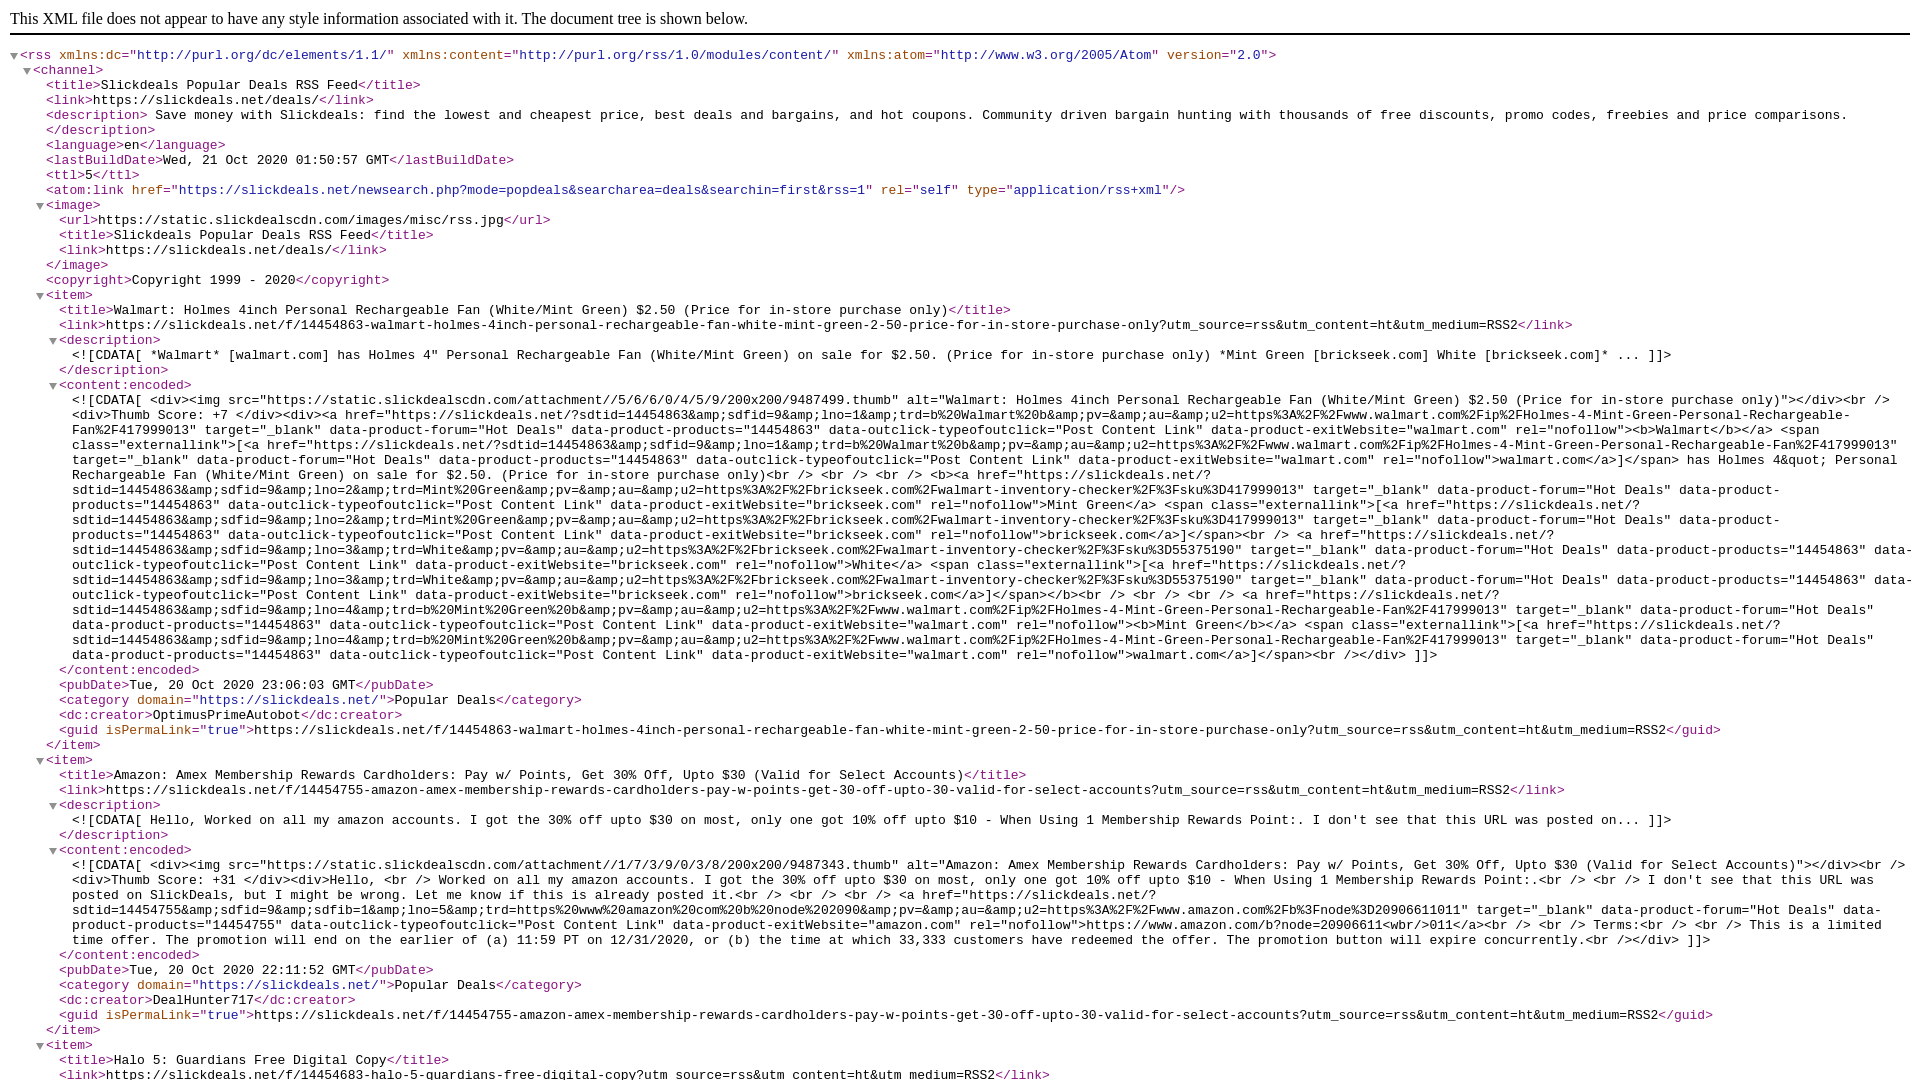 This XML file does not appear to have any style information associated with it. The document tree is shown below.
<rss xmlns:dc="http://purl.org/dc/elements/1.1/" xmlns:content="http://purl.org/rss/1.0/modules/content/" xmlns:atom="http://www.w3.org/2005/Atom" version="2.0">
<channel>
<title>Slickdeals Popular Deals RSS Feed</title>
<link>https://slickdeals.net/deals/</link>
<description> Save money with Slickdeals: find the lowest and cheapest price, best deals and bargains, and hot coupons. Community driven bargain hunting with thousands of free discounts, promo codes, freebies and price comparisons.
</description>
<language>en</language>
<lastBuildDate>Wed, 21 Oct 2020 01:50:57 GMT</lastBuildDate>
<ttl>5</ttl>
<atom:link href="https://slickdeals.net/newsearch.php?mode=popdeals&searcharea=deals&searchin=first&rss=1" rel="self" type="application/rss+xml"/>
<image>
<url>https://static.slickdealscdn.com/images/misc/rss.jpg</url>
<title>Slickdeals Popular Deals RSS Feed</title>
<link>https://slickdeals.net/deals/</link>
</image>
<copyright>Copyright 1999 - 2020</copyright>
<item>
<title>Walmart: Holmes 4inch Personal Rechargeable Fan (White/Mint Green) $2.50 (Price for in-store purchase only)</title>
<link>https://slickdeals.net/f/14454863-walmart-holmes-4inch-personal-rechargeable-fan-white-mint-green-2-50-price-for-in-store-purchase-only?utm_source=rss&utm_content=ht&utm_medium=RSS2</link>
<description>
<![CDATA[ *Walmart* [walmart.com] has Holmes 4" Personal Rechargeable Fan (White/Mint Green) on sale for $2.50. (Price for in-store purchase only) *Mint Green [brickseek.com] White [brickseek.com]* ... ]]>
</description>
<content:encoded>
<![CDATA[ <div><img src="https://static.slickdealscdn.com/attachment//5/6/6/0/4/5/9/200x200/9487499.thumb" alt="Walmart: Holmes 4inch Personal Rechargeable Fan (White/Mint Green) $2.50 (Price for in-store purchase only)"></div><br />
<div>Thumb Score: +7 </div><div><a href="https://slickdeals.net/?sdtid=14454863&amp;sdfid=9&amp;lno=1&amp;trd=b%20Walmart%20b&amp;pv=&amp;au=&amp;u2=https%3A%2F%2Fwww.walmart.com%2Fip%2FHolmes-4-Mint-Green-Personal-Rechargeable-
Fan%2F417999013" target="_blank" data-product-forum="Hot Deals" data-product-products="14454863" data-outclick-typeofoutclick="Post Content Link" data-product-exitWebsite="walmart.com" rel="nofollow"><b>Walmart</b></a> <span
class="externallink">[<a href="https://slickdeals.net/?sdtid=14454863&amp;sdfid=9&amp;lno=1&amp;trd=b%20Walmart%20b&amp;pv=&amp;au=&amp;u2=https%3A%2F%2Fwww.walmart.com%2Fip%2FHolmes-4-Mint-Green-Personal-Rechargeable-Fan%2F417999013"
target="_blank" data-product-forum="Hot Deals" data-product-products="14454863" data-outclick-typeofoutclick="Post Content Link" data-product-exitWebsite="walmart.com" rel="nofollow">walmart.com</a>]</span> has Holmes 4&quot; Personal
Rechargeable Fan (White/Mint Green) on sale for $2.50. (Price for in-store purchase only)<br /> <br /> <br /> <b><a href="https://slickdeals.net/?
sdtid=14454863&amp;sdfid=9&amp;lno=2&amp;trd=Mint%20Green&amp;pv=&amp;au=&amp;u2=https%3A%2F%2Fbrickseek.com%2Fwalmart-inventory-checker%2F%3Fsku%3D417999013" target="_blank" data-product-forum="Hot Deals" data-product-
products="14454863" data-outclick-typeofoutclick="Post Content Link" data-product-exitWebsite="brickseek.com" rel="nofollow">Mint Green</a> <span class="externallink">[<a href="https://slickdeals.net/?
sdtid=14454863&amp;sdfid=9&amp;lno=2&amp;trd=Mint%20Green&amp;pv=&amp;au=&amp;u2=https%3A%2F%2Fbrickseek.com%2Fwalmart-inventory-checker%2F%3Fsku%3D417999013" target="_blank" data-product-forum="Hot Deals" data-product-
products="14454863" data-outclick-typeofoutclick="Post Content Link" data-product-exitWebsite="brickseek.com" rel="nofollow">brickseek.com</a>]</span><br /> <a href="https://slickdeals.net/?
sdtid=14454863&amp;sdfid=9&amp;lno=3&amp;trd=White&amp;pv=&amp;au=&amp;u2=https%3A%2F%2Fbrickseek.com%2Fwalmart-inventory-checker%2F%3Fsku%3D55375190" target="_blank" data-product-forum="Hot Deals" data-product-products="14454863" data-
outclick-typeofoutclick="Post Content Link" data-product-exitWebsite="brickseek.com" rel="nofollow">White</a> <span class="externallink">[<a href="https://slickdeals.net/?
sdtid=14454863&amp;sdfid=9&amp;lno=3&amp;trd=White&amp;pv=&amp;au=&amp;u2=https%3A%2F%2Fbrickseek.com%2Fwalmart-inventory-checker%2F%3Fsku%3D55375190" target="_blank" data-product-forum="Hot Deals" data-product-products="14454863" data-
outclick-typeofoutclick="Post Content Link" data-product-exitWebsite="brickseek.com" rel="nofollow">brickseek.com</a>]</span></b><br /> <br /> <br /> <a href="https://slickdeals.net/?
sdtid=14454863&amp;sdfid=9&amp;lno=4&amp;trd=b%20Mint%20Green%20b&amp;pv=&amp;au=&amp;u2=https%3A%2F%2Fwww.walmart.com%2Fip%2FHolmes-4-Mint-Green-Personal-Rechargeable-Fan%2F417999013" target="_blank" data-product-forum="Hot Deals"
data-product-products="14454863" data-outclick-typeofoutclick="Post Content Link" data-product-exitWebsite="walmart.com" rel="nofollow"><b>Mint Green</b></a> <span class="externallink">[<a href="https://slickdeals.net/?
sdtid=14454863&amp;sdfid=9&amp;lno=4&amp;trd=b%20Mint%20Green%20b&amp;pv=&amp;au=&amp;u2=https%3A%2F%2Fwww.walmart.com%2Fip%2FHolmes-4-Mint-Green-Personal-Rechargeable-Fan%2F417999013" target="_blank" data-product-forum="Hot Deals"
data-product-products="14454863" data-outclick-typeofoutclick="Post Content Link" data-product-exitWebsite="walmart.com" rel="nofollow">walmart.com</a>]</span><br /></div> ]]>
</content:encoded>
<pubDate>Tue, 20 Oct 2020 23:06:03 GMT</pubDate>
<category domain="https://slickdeals.net/">Popular Deals</category>
<dc:creator>OptimusPrimeAutobot</dc:creator>
<guid isPermaLink="true">https://slickdeals.net/f/14454863-walmart-holmes-4inch-personal-rechargeable-fan-white-mint-green-2-50-price-for-in-store-purchase-only?utm_source=rss&utm_content=ht&utm_medium=RSS2</guid>
</item>
<item>
<title>Amazon: Amex Membership Rewards Cardholders: Pay w/ Points, Get 30% Off, Upto $30 (Valid for Select Accounts)</title>
<link>https://slickdeals.net/f/14454755-amazon-amex-membership-rewards-cardholders-pay-w-points-get-30-off-upto-30-valid-for-select-accounts?utm_source=rss&utm_content=ht&utm_medium=RSS2</link>
<description>
<![CDATA[ Hello, Worked on all my amazon accounts. I got the 30% off upto $30 on most, only one got 10% off upto $10 - When Using 1 Membership Rewards Point:. I don't see that this URL was posted on... ]]>
</description>
<content:encoded>
<![CDATA[ <div><img src="https://static.slickdealscdn.com/attachment//1/7/3/9/0/3/8/200x200/9487343.thumb" alt="Amazon: Amex Membership Rewards Cardholders: Pay w/ Points, Get 30% Off, Upto $30 (Valid for Select Accounts)"></div><br />
<div>Thumb Score: +31 </div><div>Hello, <br /> Worked on all my amazon accounts. I got the 30% off upto $30 on most, only one got 10% off upto $10 - When Using 1 Membership Rewards Point:.<br /> <br /> I don't see that this URL was
posted on SlickDeals, but I might be wrong. Let me know if this is already posted it.<br /> <br /> <br /> <a href="https://slickdeals.net/?
sdtid=14454755&amp;sdfid=9&amp;sdfib=1&amp;lno=5&amp;trd=https%20www%20amazon%20com%20b%20node%202090&amp;pv=&amp;au=&amp;u2=https%3A%2F%2Fwww.amazon.com%2Fb%3Fnode%3D20906611011" target="_blank" data-product-forum="Hot Deals" data-
product-products="14454755" data-outclick-typeofoutclick="Post Content Link" data-product-exitWebsite="amazon.com" rel="nofollow">https://www.amazon.com/b?node=20906611<wbr/>011</a><br /> <br /> Terms:<br /> <br /> This is a limited
time offer. The promotion will end on the earlier of (a) 11:59 PT on 12/31/2020, or (b) the time at which 33,333 customers have redeemed the offer. The promotion button will expire concurrently.<br /></div> ]]>
</content:encoded>
<pubDate>Tue, 20 Oct 2020 22:11:52 GMT</pubDate>
<category domain="https://slickdeals.net/">Popular Deals</category>
<dc:creator>DealHunter717</dc:creator>
<guid isPermaLink="true">https://slickdeals.net/f/14454755-amazon-amex-membership-rewards-cardholders-pay-w-points-get-30-off-upto-30-valid-for-select-accounts?utm_source=rss&utm_content=ht&utm_medium=RSS2</guid>
</item>
<item>
<title>Halo 5: Guardians Free Digital Copy</title>
<link>https://slickdeals.net/f/14454683-halo-5-guardians-free-digital-copy?utm_source=rss&utm_content=ht&utm_medium=RSS2</link>